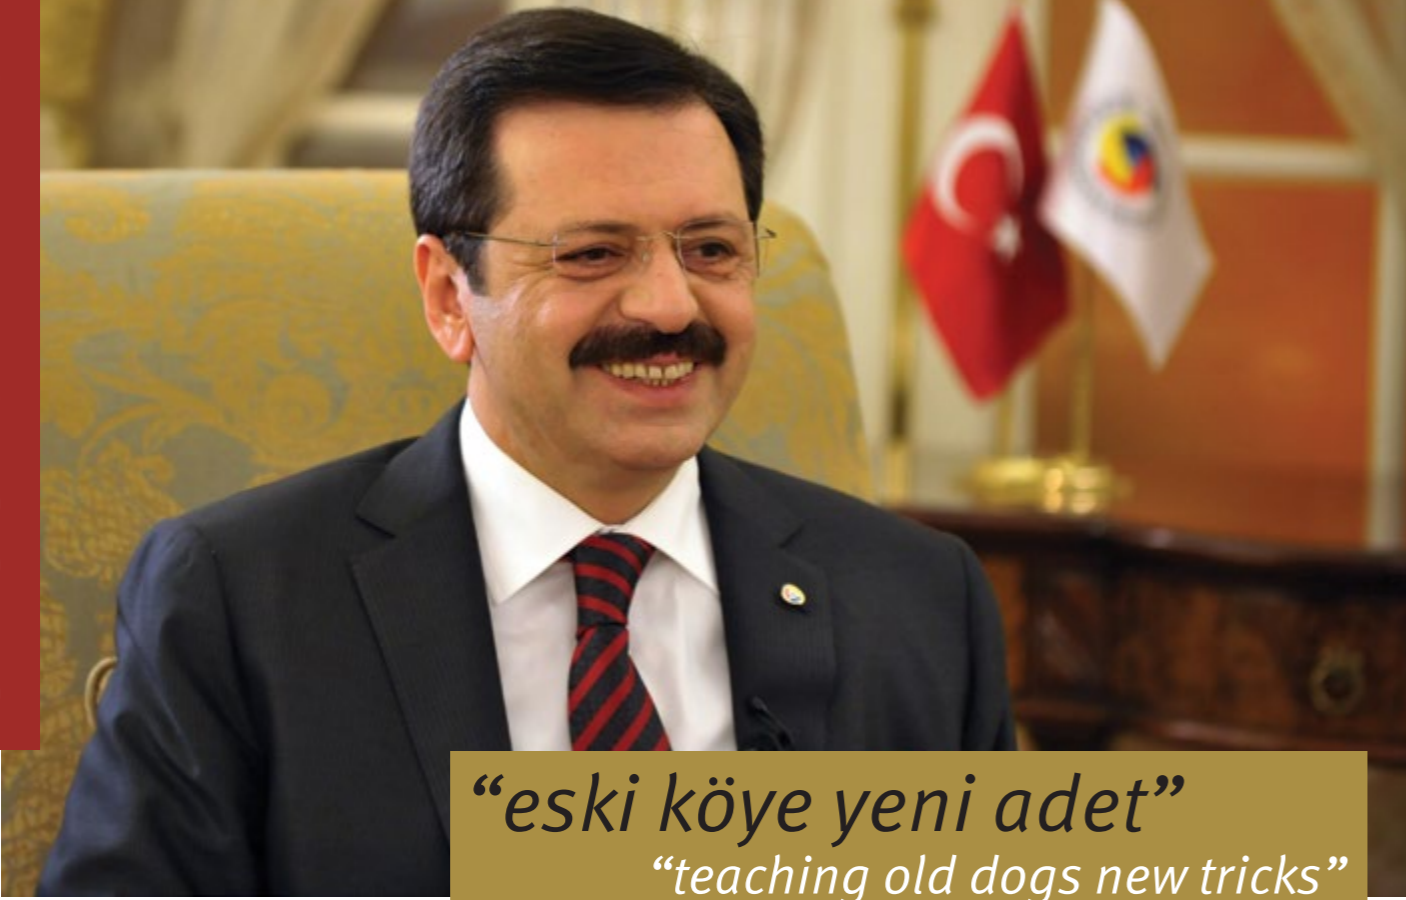 “eski köye yeni adet”
“teaching old dogs new tricks”